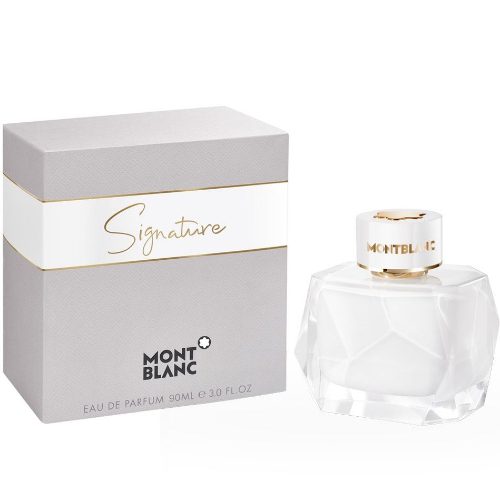 Signature
MONT
BLANC
EAU DE PARFUM 90ML ℮ 3.0 FL.OZ
MONTBLANC